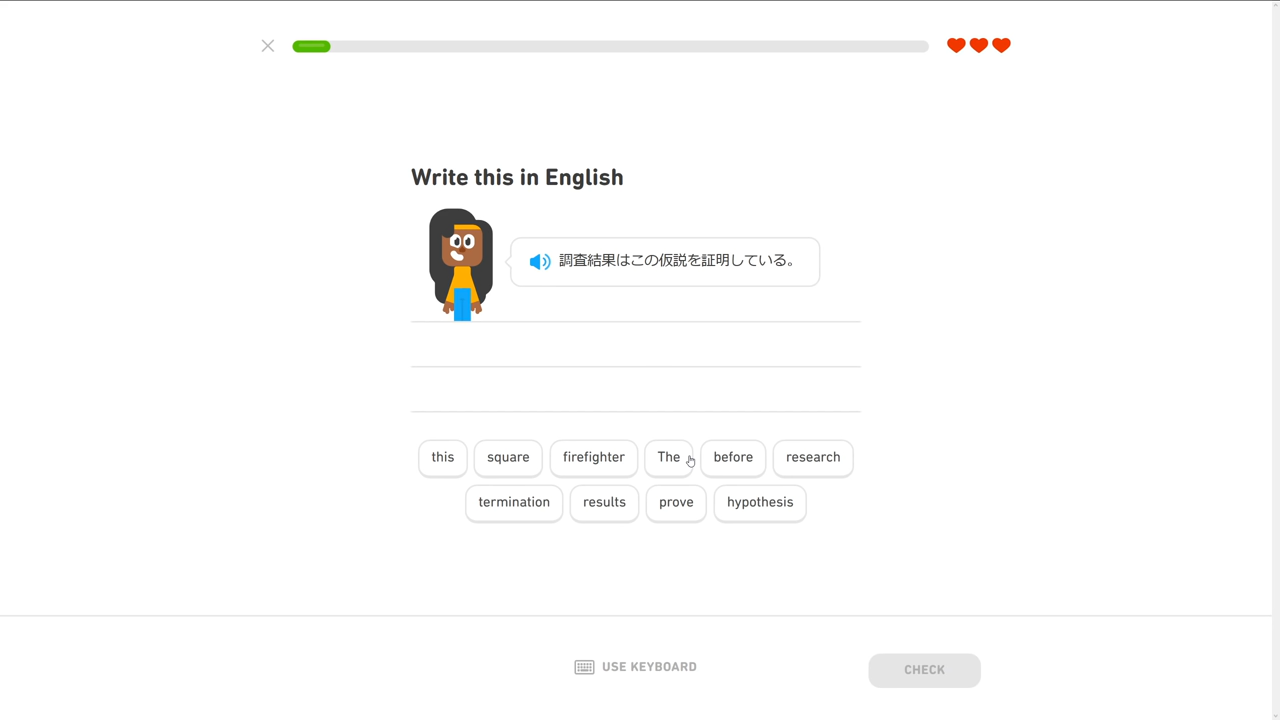 Write this in English
調査結果はこの仮説を証明している。
this square firefighter The before research
termination results prove hypothesis
USE KEYBOARD
CHECK